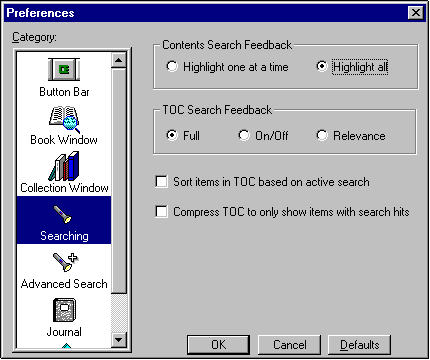 Preferences
Category:
Button Bar
Book Window
Collection Window
Searching
Advanced Search
Journal
Contents Search Feedback
Highlight one at a time
Highlight all
TOC Search Feedback
Full
On/Off
Relevance
Sort items in TOC based on active search
Compress TOC to only show items with search hits
OK
Cancel
Defaults